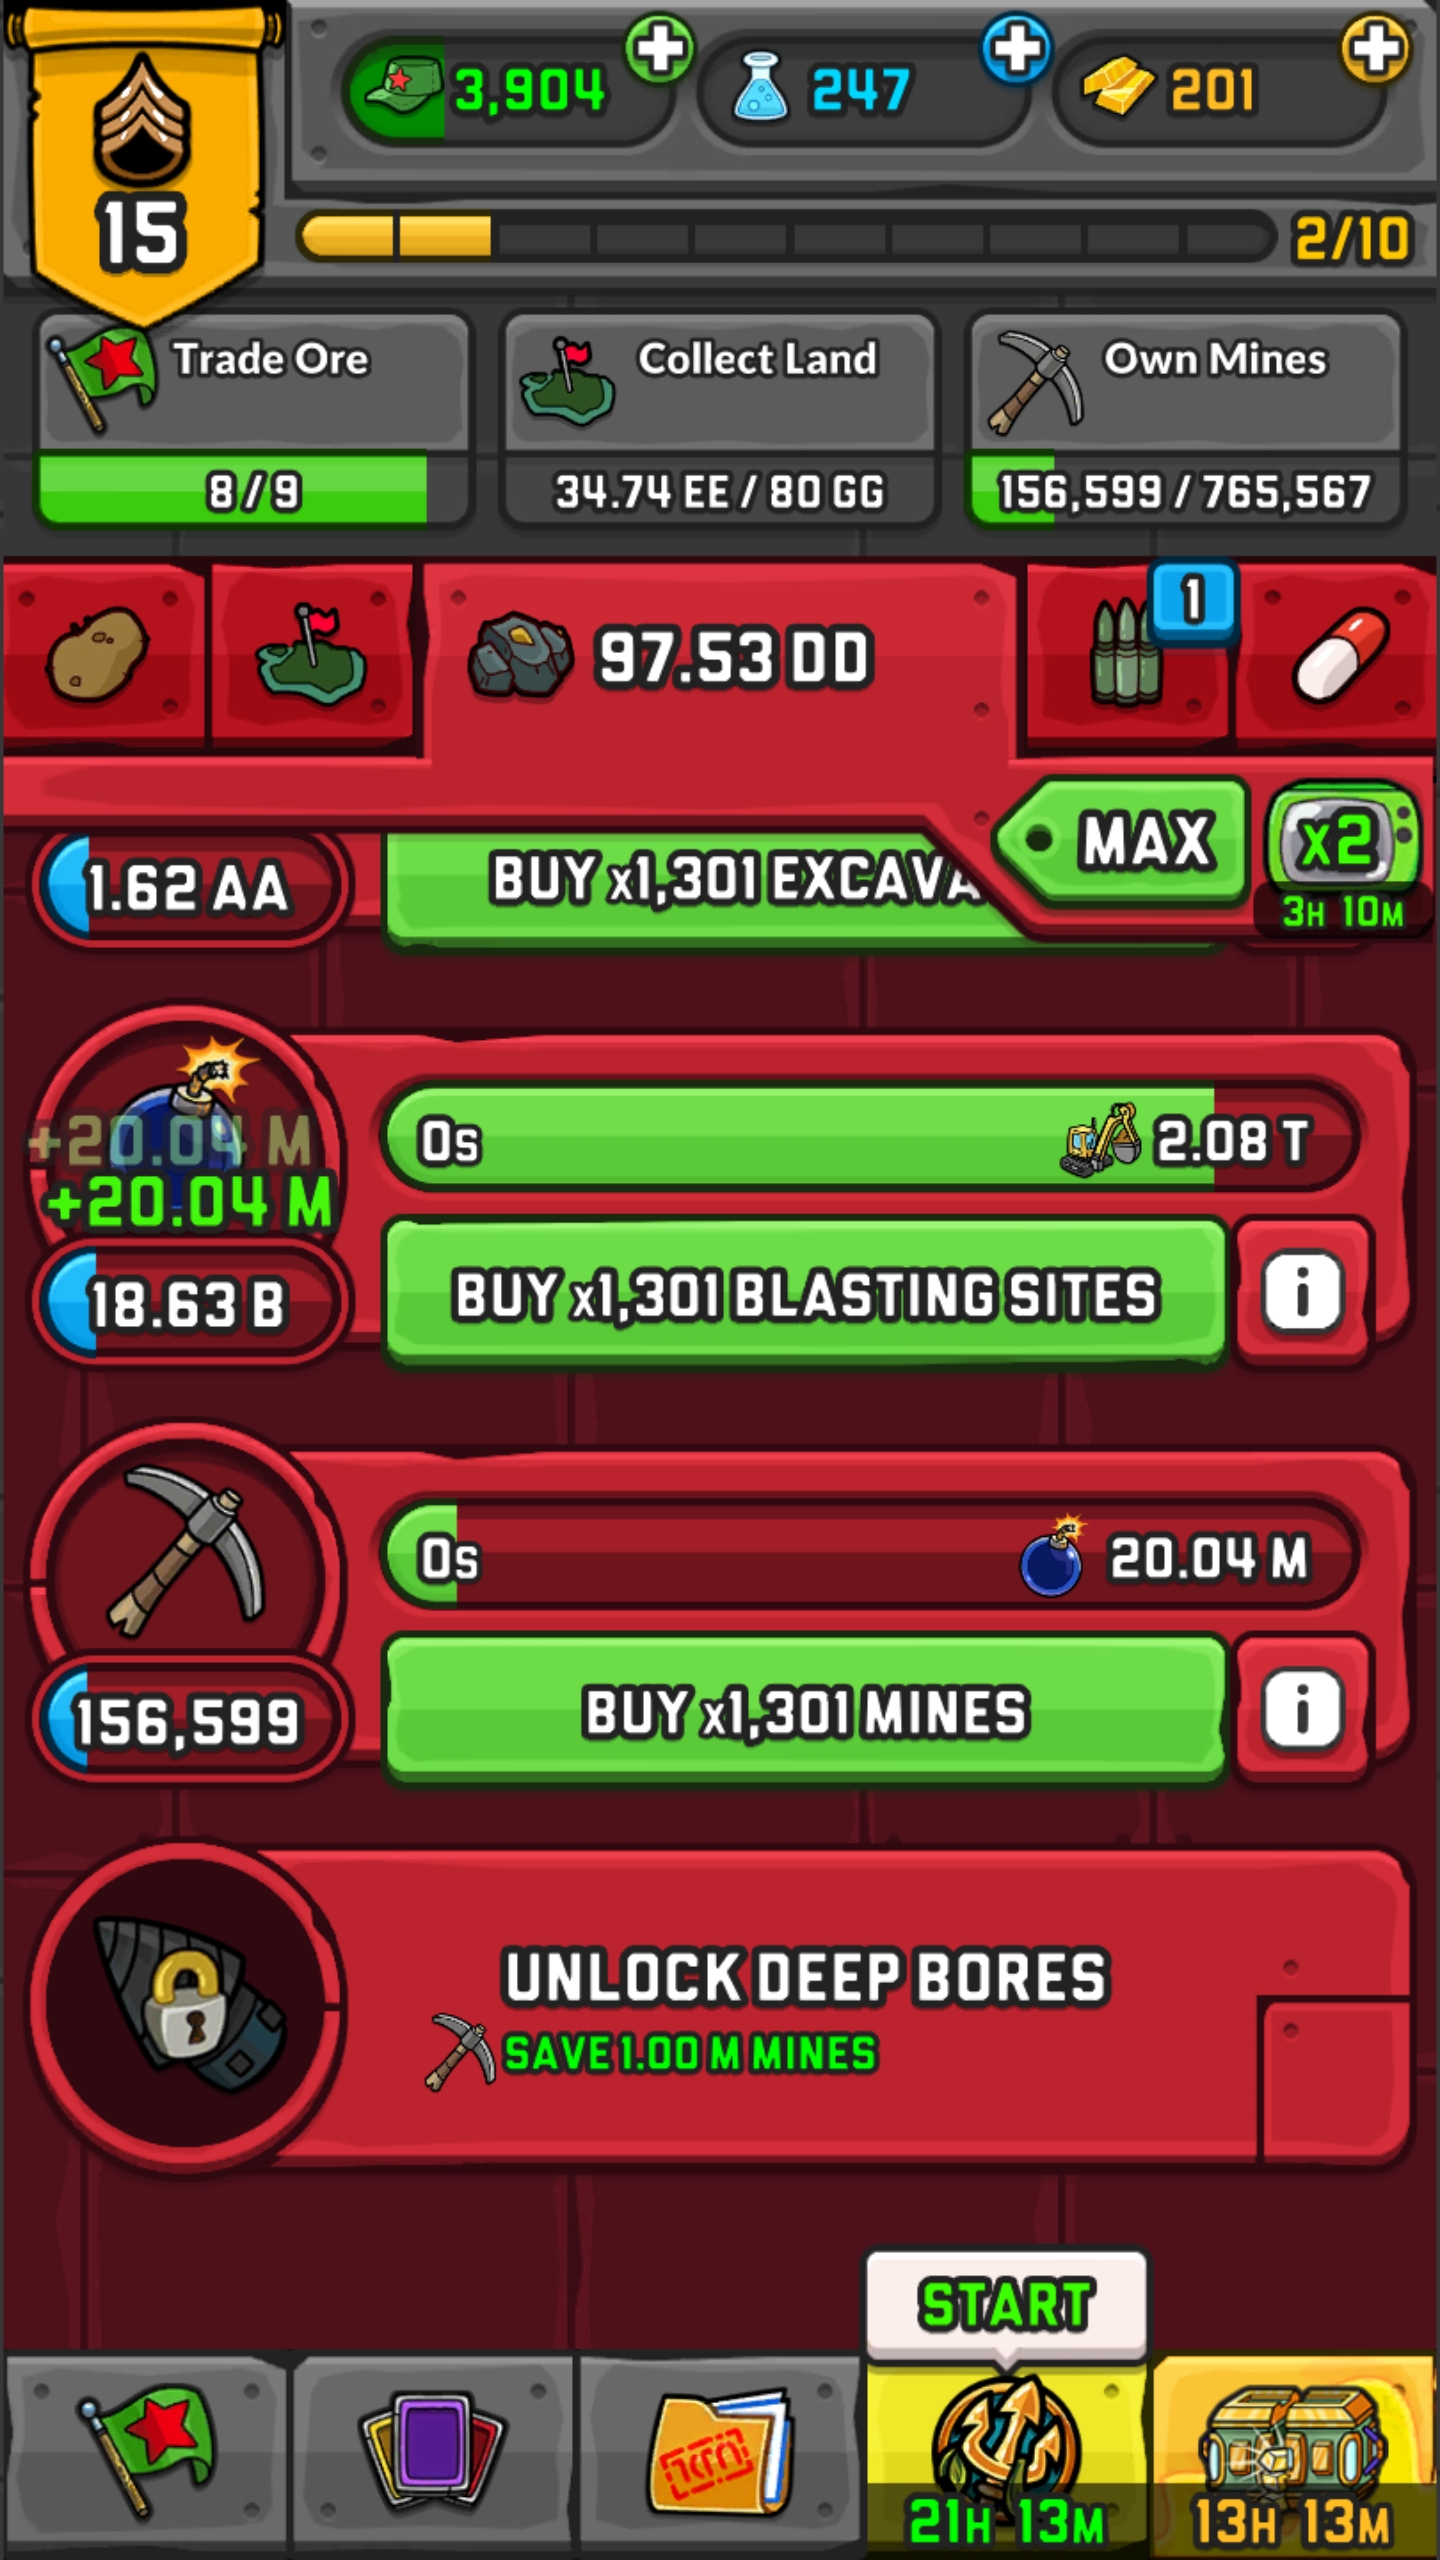 3,904
247
201
15
2/10
Trade Ore
Collect Land
Own Mines
8/9
34.74 EE / 80 GG
156,599 / 765,567
1
97.53 DD
MAX
x2
3H 10M
1.62 AA
BUY x1,301 EXCAVA
+20.04 M
+20.04 M
0s
2.08 T
18.63 B
BUY x1,301 BLASTING SITES
i
0s
20.04 M
156,599
BUY x1,301 MINES
i
UNLOCK DEEP BORES
SAVE 1.00 M MINES
START
21H 13M
13H 13M